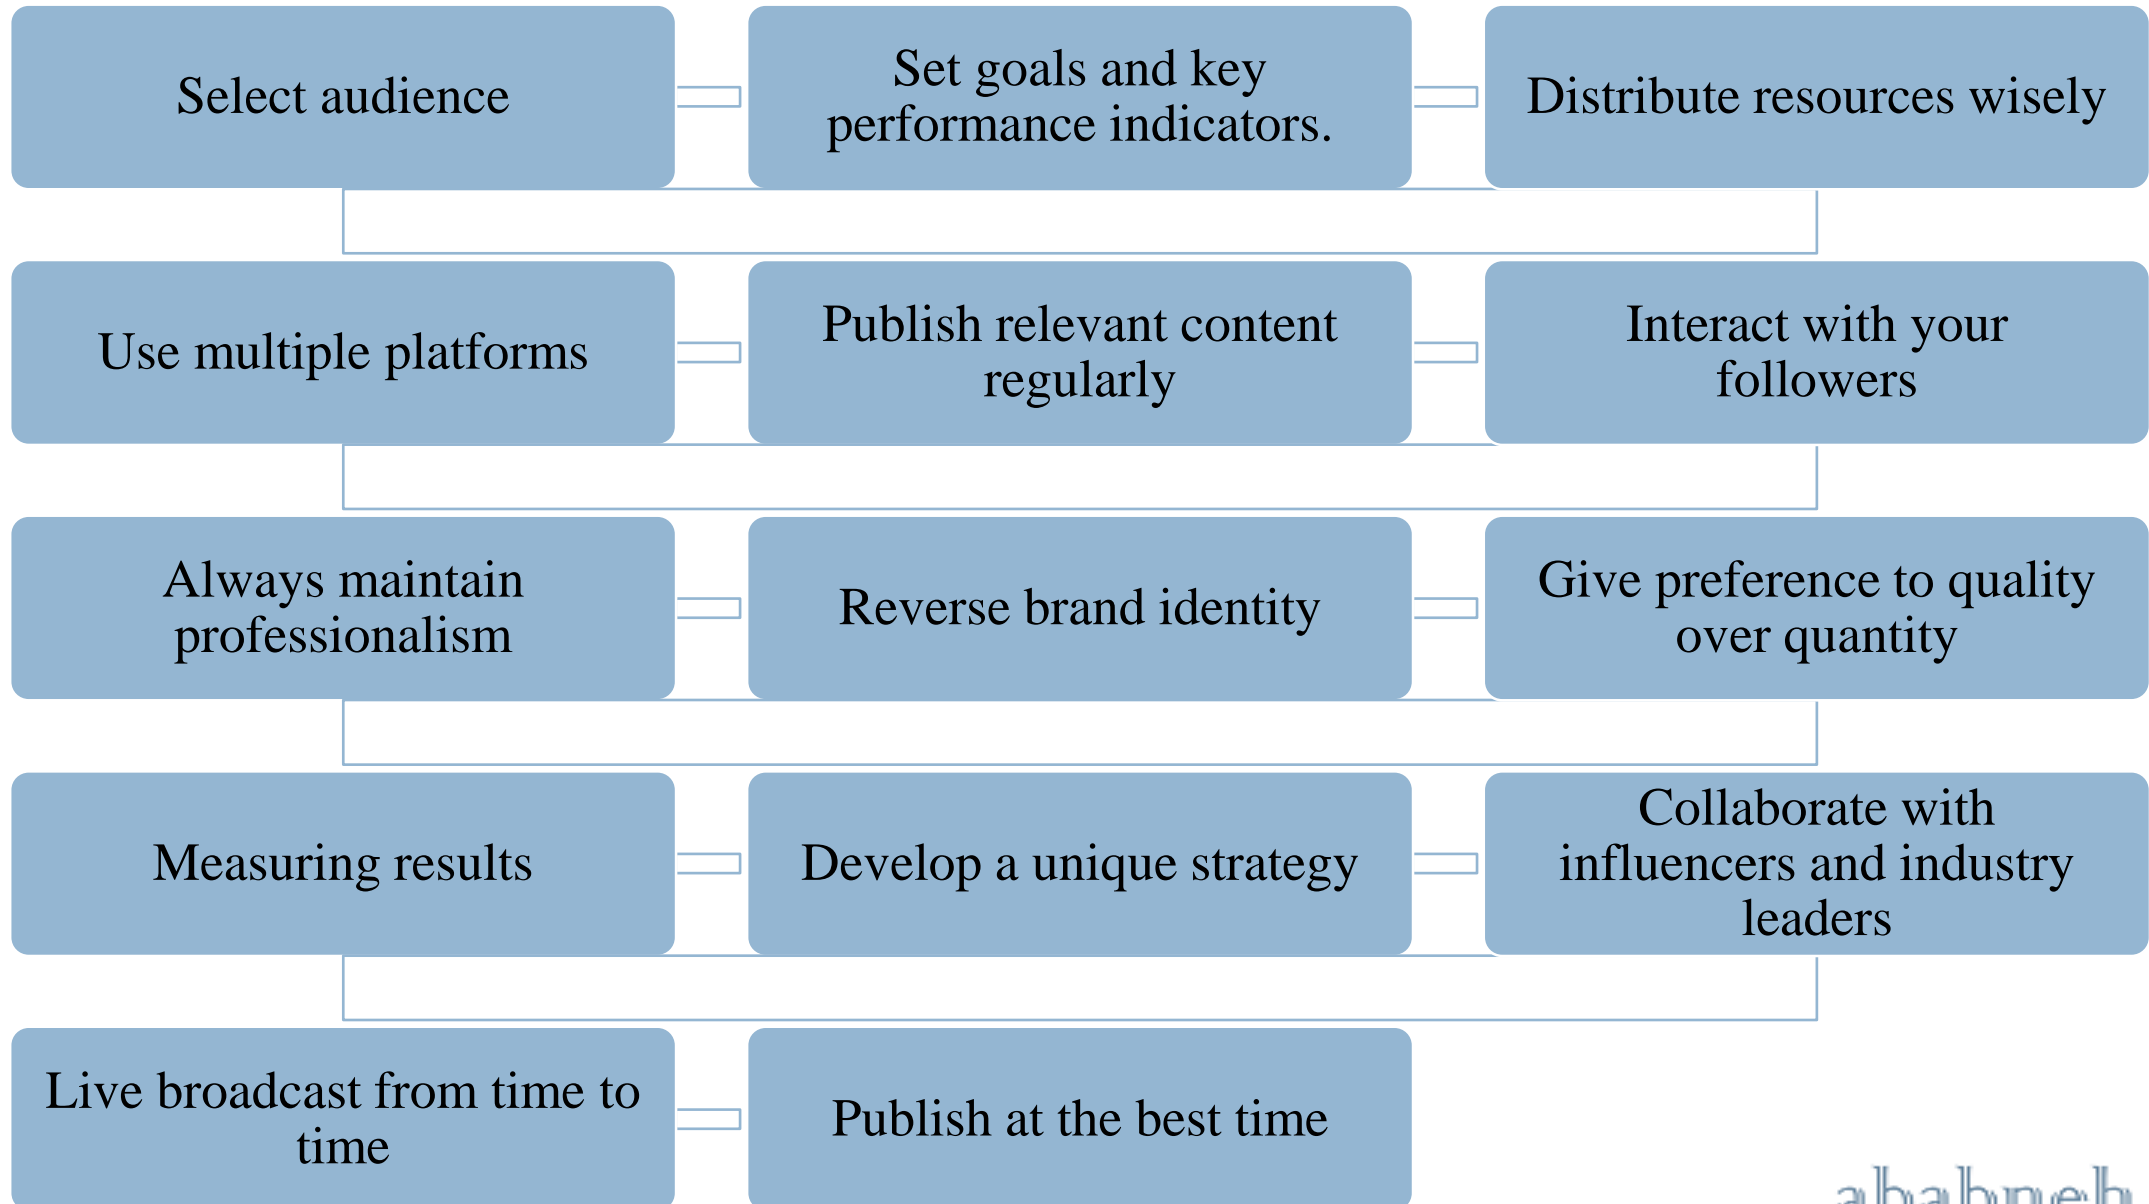 Select audience
Set goals and key
performance indicators.
Distribute resources wisely
Use multiple platforms
Publish relevant content
regularly
Interact with your
followers
Always maintain
professionalism
Reverse brand identity
Give preference to quality
over quantity
Measuring results
Develop a unique strategy
Collaborate with
influencers and industry
leaders
Live broadcast from time to
time
Publish at the best time
ababneh